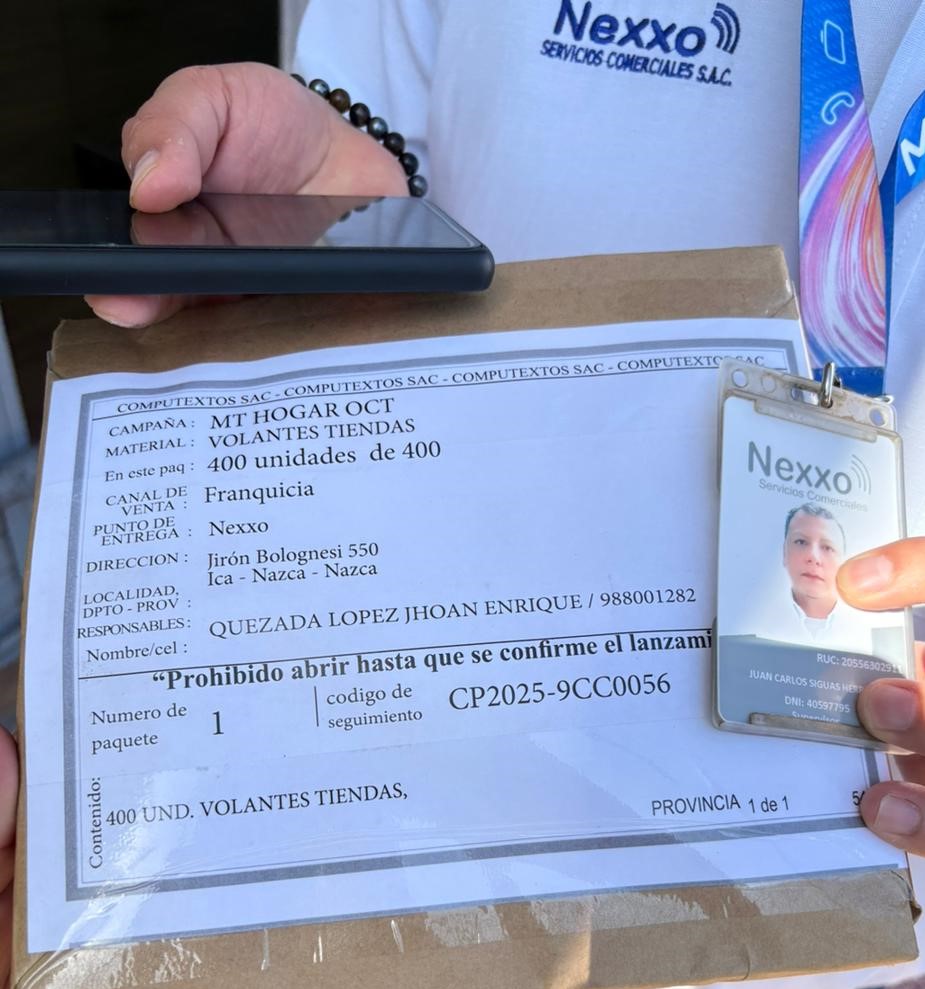 Nexxo
SERVICIOS COMERCIALES S.A.C.
COMPUTEXTOS SAC - COMPUTEXTOS SAC - COMPUTEXTOS SAC - COMPUTEXTOS SAC
CAMPAÑA : MT HOGAR OCT
MATERIAL : VOLANTES TIENDAS
En este paq : 400 unidades de 400
CANAL DE VENTA : Franquicia
PUNTO DE ENTREGA : Nexxo
DIRECCION : Jirón Bolognesi 550
Ica - Nazca - Nazca
LOCALIDAD, DPTO - PROV :
RESPONSABLES: QUEZADA LOPEZ JHOAN ENRIQUE / 988001282
Nombre/cel :
“Prohibido abrir hasta que se confirme el
Numero de paquete 1
codigo de seguimiento CP2025-9CC0056
Contenido: 400 UND. VOLANTES TIENDAS,
PROVINCIA 1 de 1
Nexxo
Servicios Comerciales
RUC:
JUAN CARLOS SIGUAS
DNI: 40597795
Supervisor